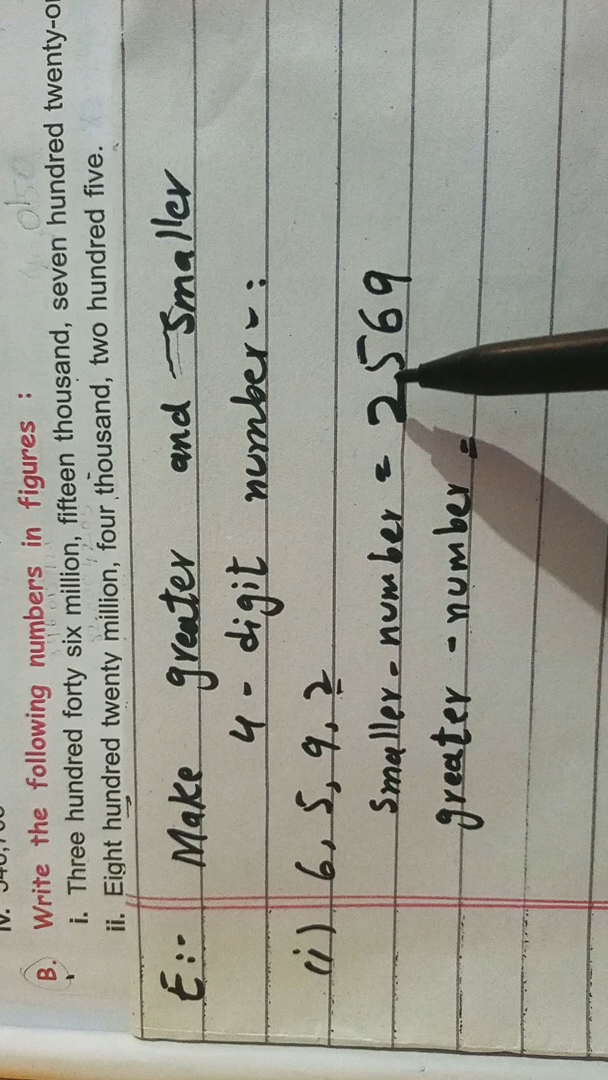 B. Write the following numbers in figures :
i. Three hundred forty six million, fifteen thousand, seven hundred
ii. Eight hundred twenty million, four thousand, two hundred five.
E:- Make greater and Smaller
4 - digit number - :
(i) 6, 5, 9, 2
Smaller - number = 2569
greater - number =